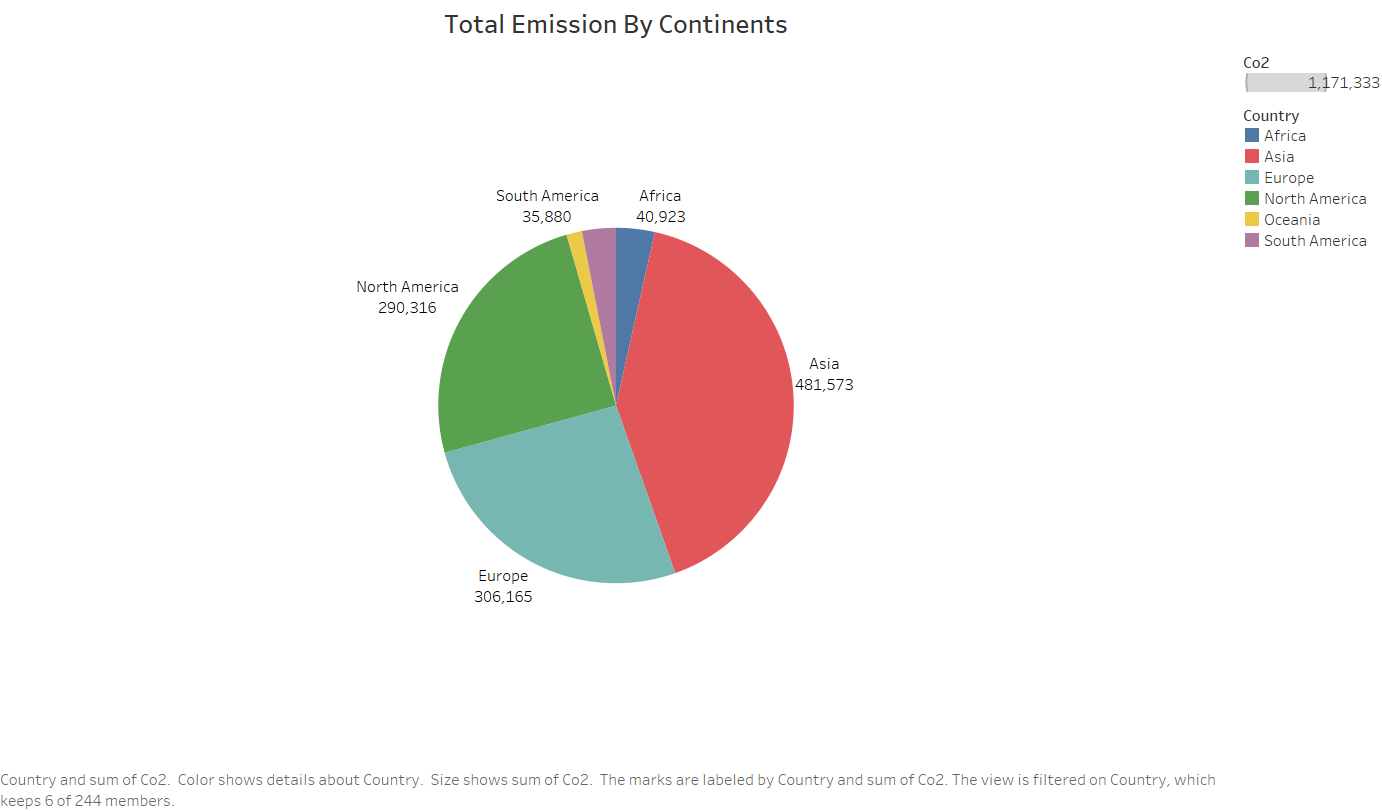 Total Emission By Continents
Co2
1,171,333
Country
Africa
Asia
Europe
North America
Oceania
South America
South America
35,880
Africa
40,923
North America
290,316
Asia
481,573
Europe
306,165
Country and sum of Co2.  Color shows details about Country.  Size shows sum of Co2.  The marks are labeled by Country and sum of Co2. The view is filtered on Country, which
keeps 6 of 244 members.